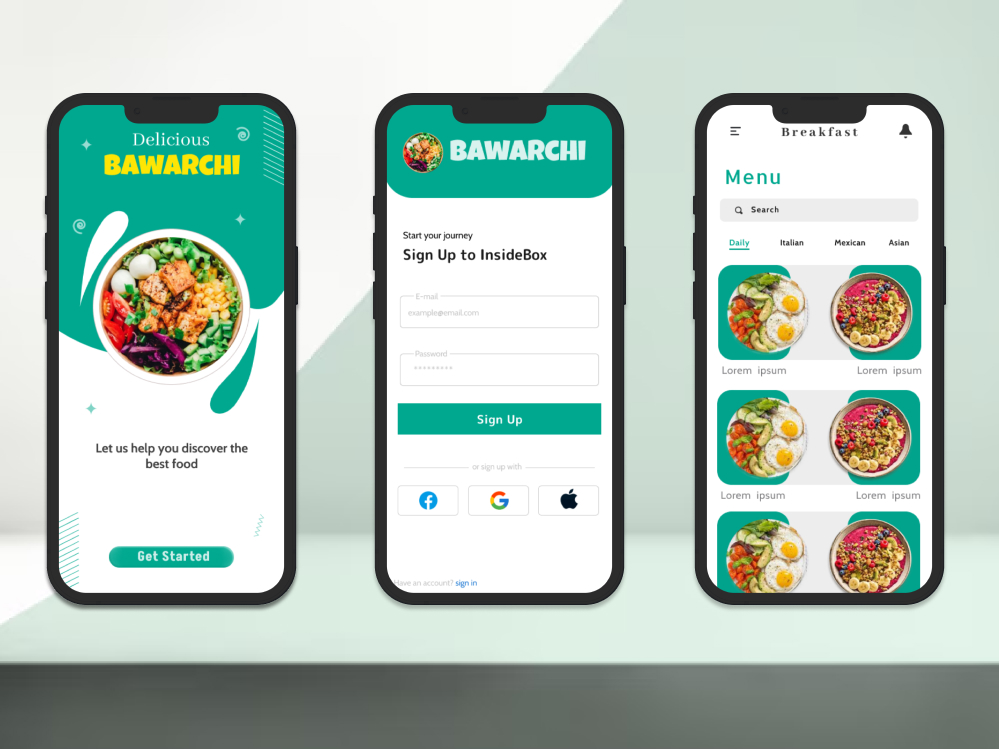 Delicious
BAWARCHI
Let us help you discover the
best food
Get Started
BAWARCHI
Start your journey
Sign Up to InsideBox
E-mail
example@email.com
Password
*********
Sign Up
or sign up with
Have an account? sign in
Breakfast
Menu
Search
Daily Italian Mexican Asian
Lorem ipsum Lorem ipsum
Lorem ipsum Lorem ipsum